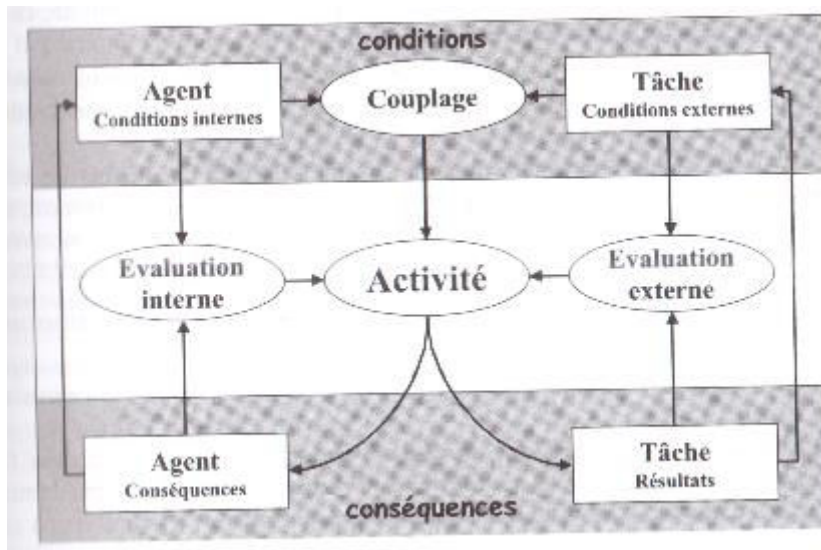 conditions
Agent
Conditions internes
Couplage
Tâche
Conditions externes
Evaluation
interne
Activité
Evaluation
externe
Agent
Conséquences
Tâche
Résultats
conséquences